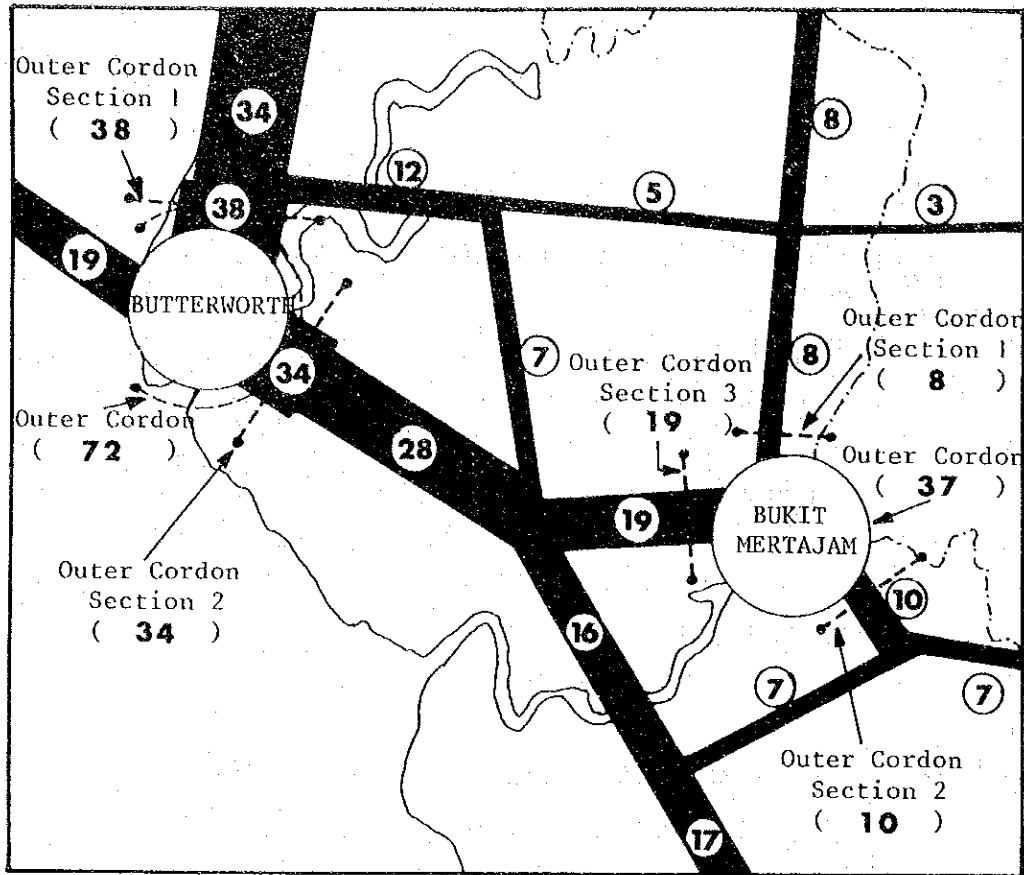 Outer Cordon
Section 1
( 38 )
34
38
12
8
5
3
19
BUTTERWORTH
34
7
8
Outer Cordon
Section 1
( 8 )
Outer Cordon
Section 3
( 19 )
Outer Cordon
( 72 )
28
Outer Cordon
( 37 )
19
BUKIT
MERTAJAM
Outer Cordon
Section 2
( 34 )
10
16
7
7
Outer Cordon
Section 2
( 10 )
17